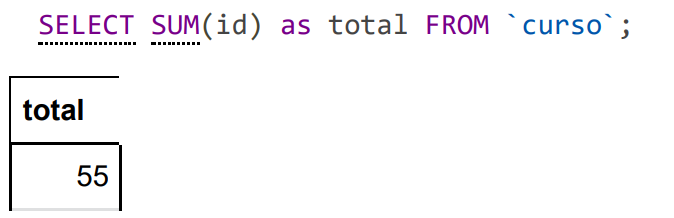 SELECT SUM(id) as total FROM `curso`;
total
55